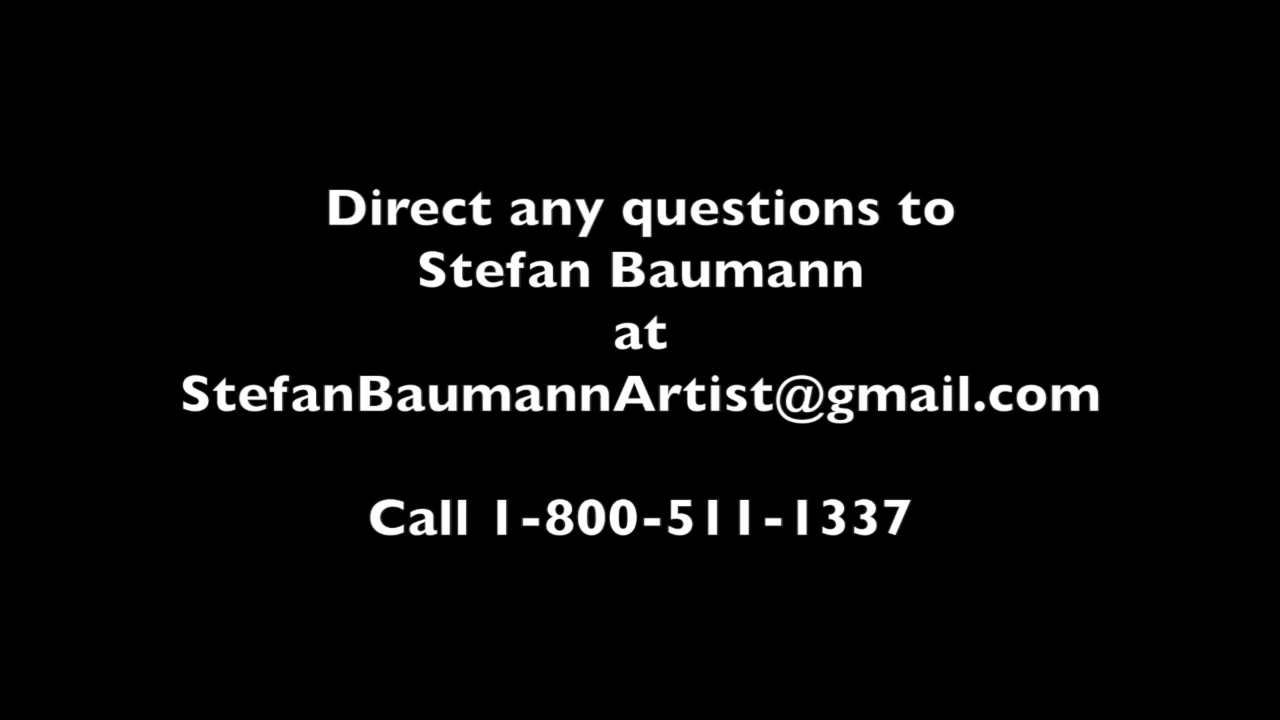 Direct any questions to
Stefan Baumann
at
StefanBaumannArtist@gmail.com
Call 1-800-511-1337